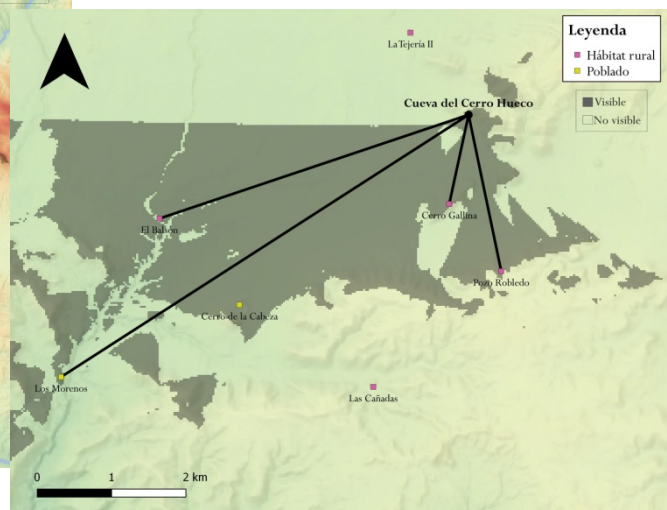 La Tejería II
Leyenda
Hábitat rural
Poblado
Visible
No visible
Cueva del Cerro Hueco
Cerro Gallina
El Balsón
Pozo Robledo
Cerro de la Cabeza
Los Morenos
Las Cañadas
0 1 2 km